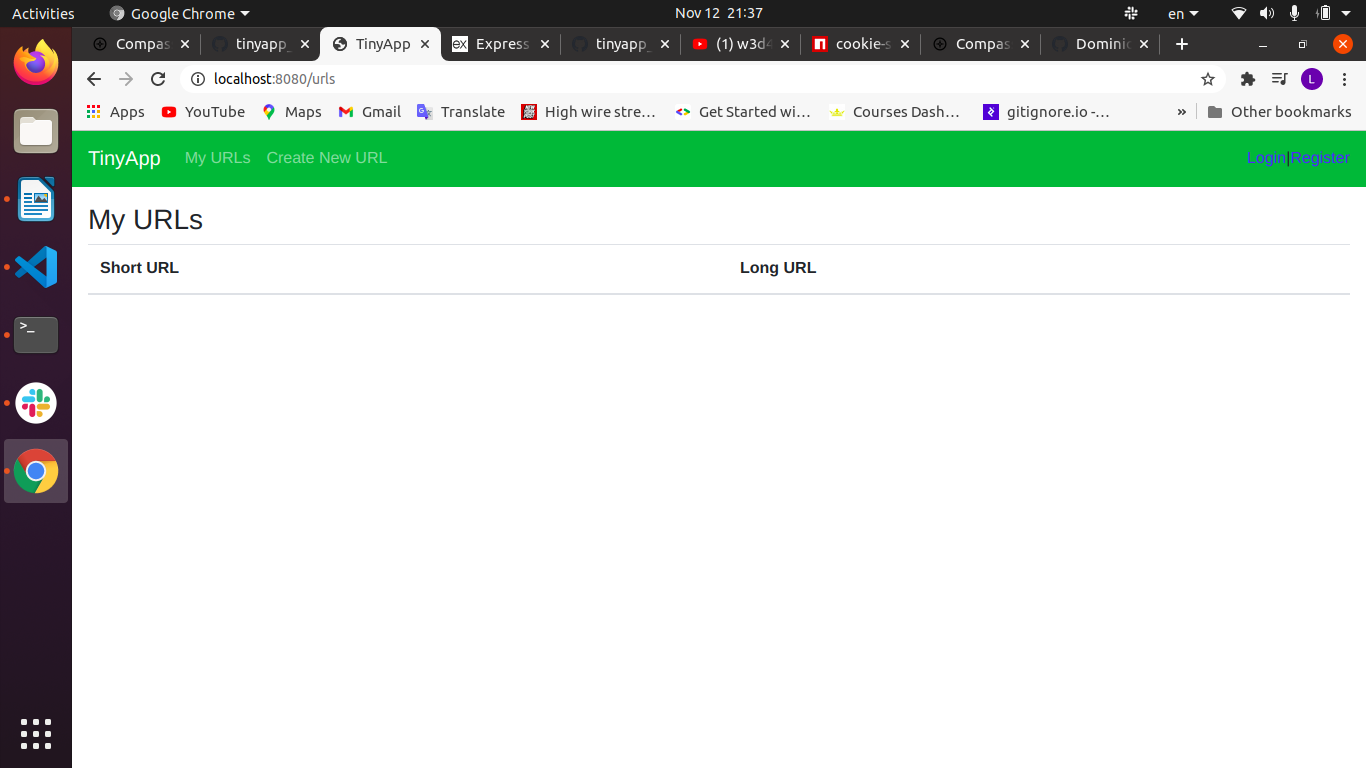 Activities Google Chrome Nov 12 21:37 en
Compas tinyapp_ TinyApp EX Express tinyapp_ (1) w3d4 cookie-s Compas Dominic
localhost:8080/urls L
Apps YouTube Maps Gmail Translate High wire stre… Get Started wi… Courses Dash… gitignore.io -… » Other bookmarks
TinyApp My URLs Create New URL Login|Register
My URLs
Short URL Long URL
>_